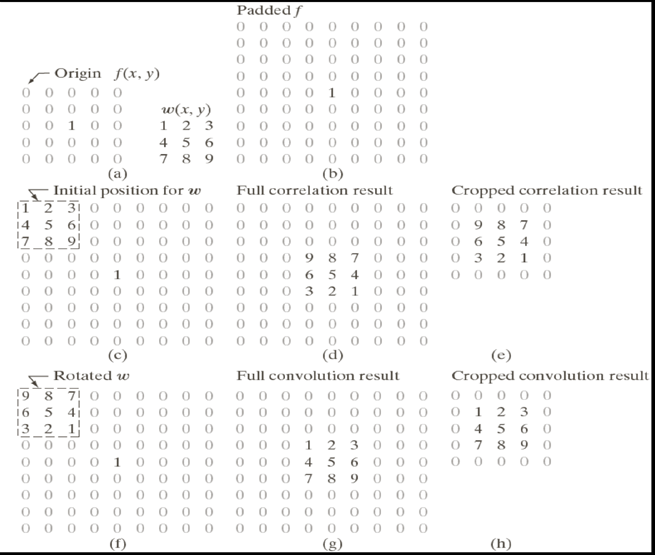 Origin f(x, y)
0 0 0 0 0
0 0 0 0 0
0 0 1 0 0
0 0 0 0 0
0 0 0 0 0
w(x, y)
1 2 3
4 5 6
7 8 9
(a)
Padded f
0 0 0 0 0 0 0 0 0
0 0 0 0 0 0 0 0 0
0 0 0 0 0 0 0 0 0
0 0 0 0 0 0 0 0 0
0 0 0 0 1 0 0 0 0
0 0 0 0 0 0 0 0 0
0 0 0 0 0 0 0 0 0
0 0 0 0 0 0 0 0 0
0 0 0 0 0 0 0 0 0
(b)
Initial position for w
1 2 3 0 0 0 0 0 0
4 5 6 0 0 0 0 0 0
7 8 9 0 0 0 0 0 0
0 0 0 0 0 0 0 0 0
0 0 0 0 1 0 0 0 0
0 0 0 0 0 0 0 0 0
0 0 0 0 0 0 0 0 0
0 0 0 0 0 0 0 0 0
0 0 0 0 0 0 0 0 0
(c)
Full correlation result
0 0 0 0 0 0 0 0 0
0 0 0 0 0 0 0 0 0
0 0 0 0 0 0 0 0 0
0 0 0 9 8 7 0 0 0
0 0 0 6 5 4 0 0 0
0 0 0 3 2 1 0 0 0
0 0 0 0 0 0 0 0 0
0 0 0 0 0 0 0 0 0
0 0 0 0 0 0 0 0 0
(d)
Cropped correlation result
0 0 0 0 0
0 9 8 7 0
0 6 5 4 0
0 3 2 1 0
0 0 0 0 0
(e)
Rotated w
9 8 7 0 0 0 0 0 0
6 5 4 0 0 0 0 0 0
3 2 1 0 0 0 0 0 0
0 0 0 0 0 0 0 0 0
0 0 0 0 1 0 0 0 0
0 0 0 0 0 0 0 0 0
0 0 0 0 0 0 0 0 0
0 0 0 0 0 0 0 0 0
0 0 0 0 0 0 0 0 0
(f)
Full convolution result
0 0 0 0 0 0 0 0 0
0 0 0 0 0 0 0 0 0
0 0 0 0 0 0 0 0 0
0 0 0 1 2 3 0 0 0
0 0 0 4 5 6 0 0 0
0 0 0 7 8 9 0 0 0
0 0 0 0 0 0 0 0 0
0 0 0 0 0 0 0 0 0
0 0 0 0 0 0 0 0 0
(g)
Cropped convolution result
0 0 0 0 0
0 1 2 3 0
0 4 5 6 0
0 7 8 9 0
0 0 0 0 0
(h)